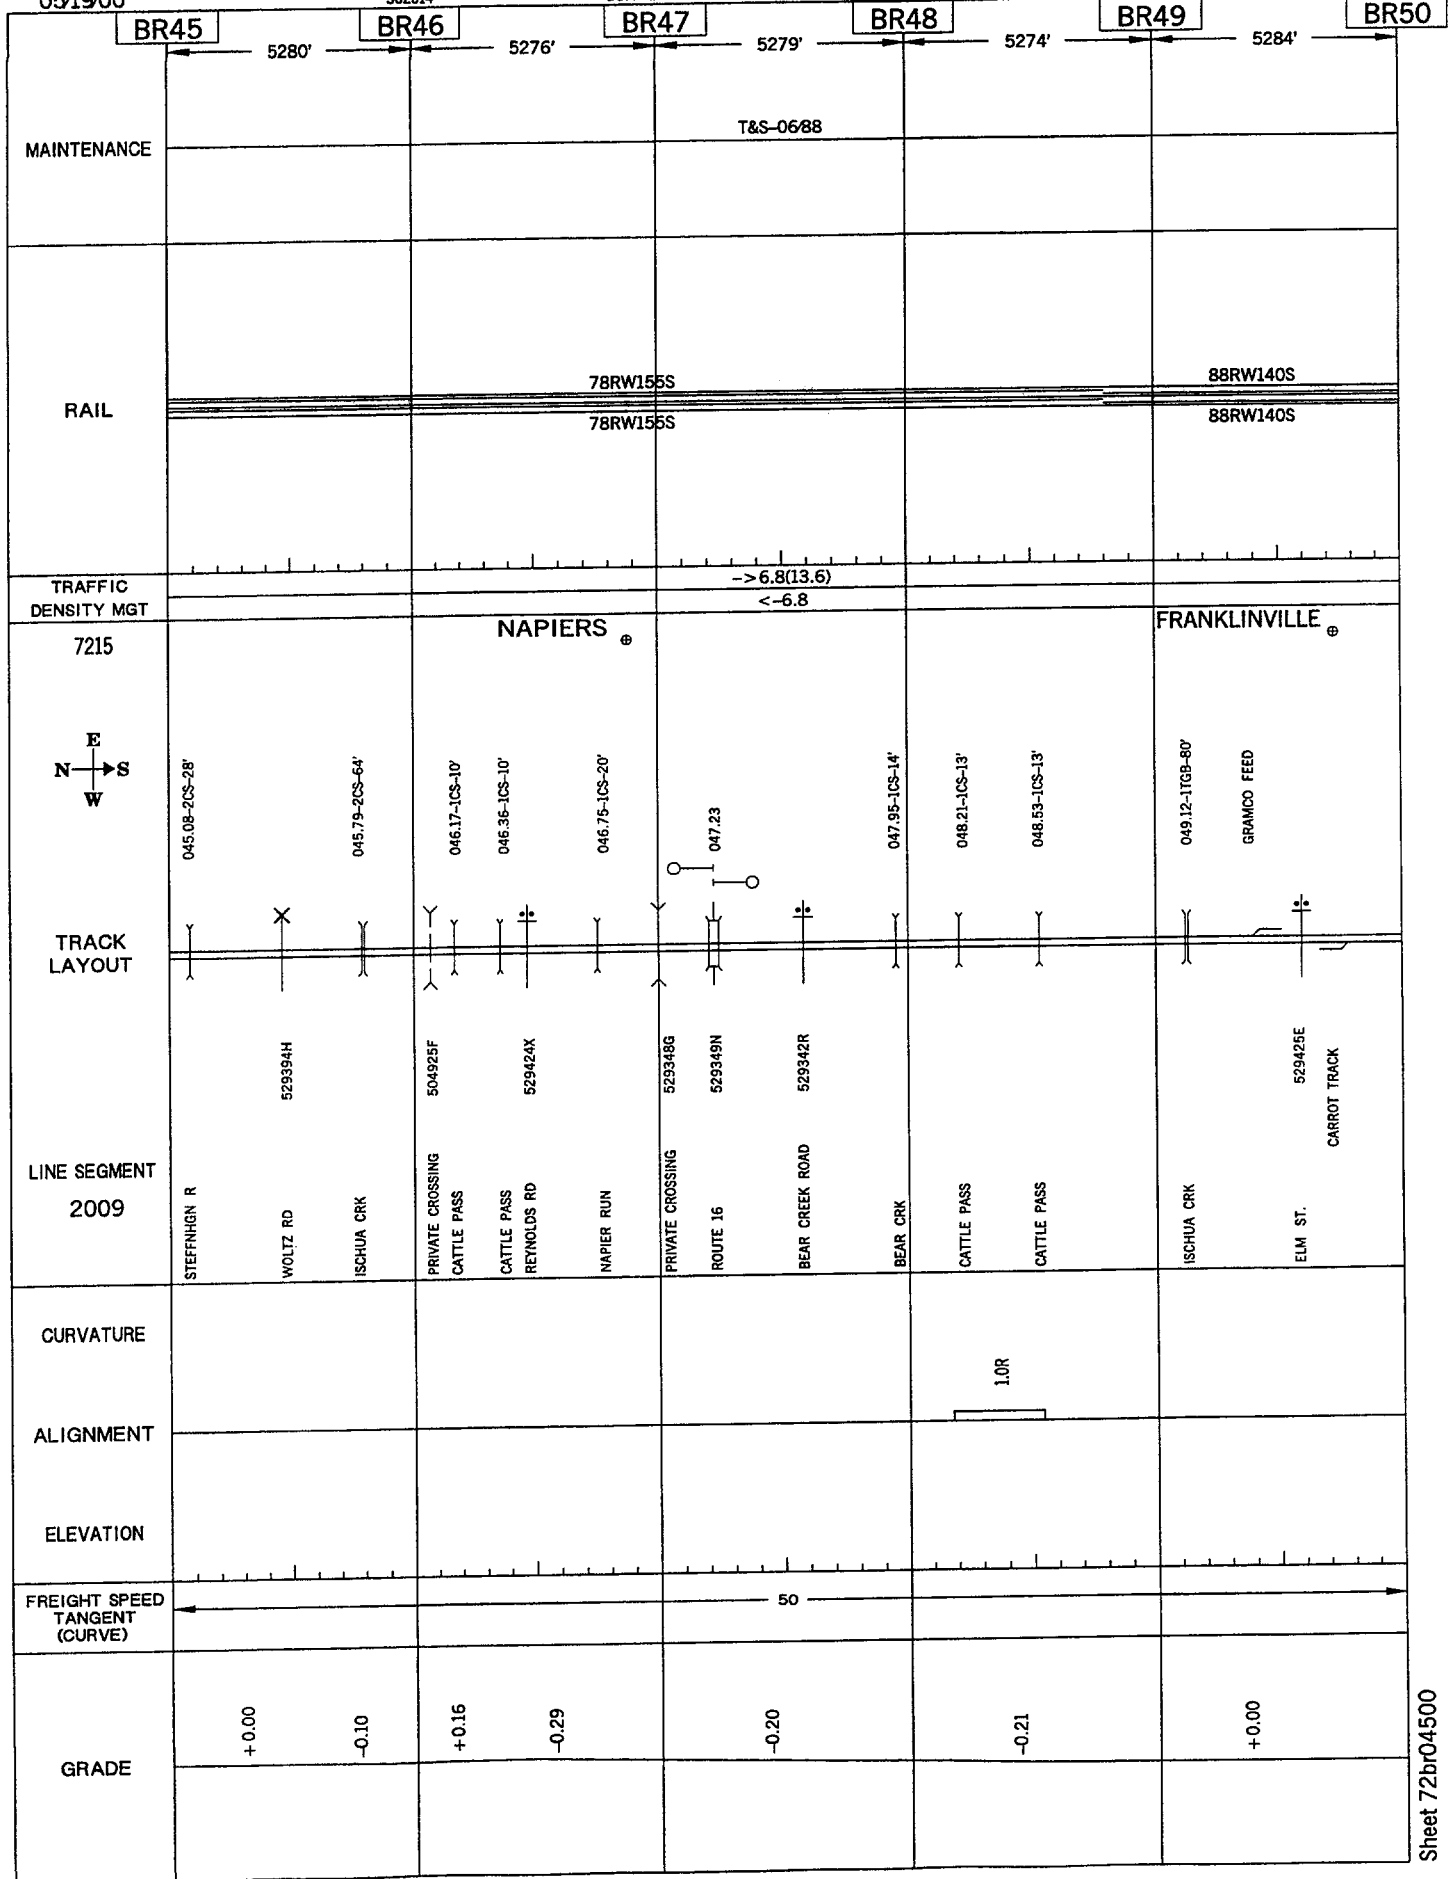 05/19/00
BR45
BR46
BR47
BR48
BR49
BR50
5280'
5276'
5279'
5274'
5284'
MAINTENANCE
T&S-06/88
RAIL
78RW155S
88RW140S
78RW155S
88RW140S
TRAFFIC
DENSITY MGT
->6.8(13.6)
<-6.8
7215
NAPIERS
FRANKLINVILLE
E
N
S
W
045.08-2CS-28'
045.79-2CS-64'
046.17-1CS-10'
046.36-1CS-10'
046.75-1CS-20'
047.23
047.95-1CS-14'
048.21-1CS-13'
048.53-1CS-13'
049.12-1TGB-80'
GRAMCO FEED
TRACK
LAYOUT
529394H
504925F
529424X
529348G
529349N
529342R
529425E
CARROT TRACK
LINE SEGMENT
2009
STEFFNHGN R
WOLTZ RD
ISCHUA CRK
PRIVATE CROSSING
CATTLE PASS
CATTLE PASS
REYNOLDS RD
NAPIER RUN
PRIVATE CROSSING
ROUTE 16
BEAR CREEK ROAD
BEAR CRK
CATTLE PASS
CATTLE PASS
ISCHUA CRK
ELM ST.
CURVATURE
1.0R
ALIGNMENT
ELEVATION
FREIGHT SPEED
TANGENT
(CURVE)
50
GRADE
+0.00
-0.10
+0.16
-0.29
-0.20
-0.21
+0.00
Sheet 72br04500